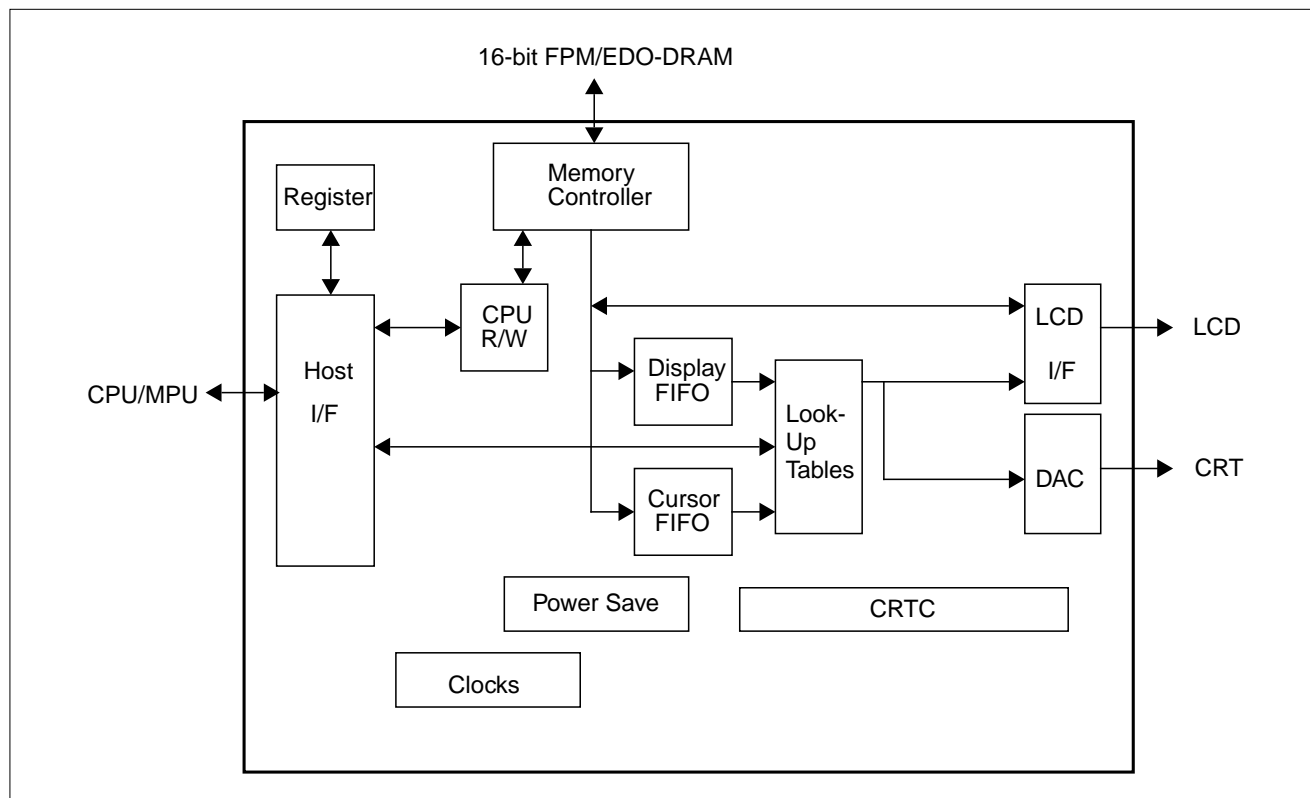 16-bit FPM/EDO-DRAM
Memory
Controller
Register
CPU
R/W
LCD
I/F
LCD
Host
I/F
CPU/MPU
Display
FIFO
Look-
Up
Tables
DAC
CRT
Cursor
FIFO
Power Save
CRTC
Clocks